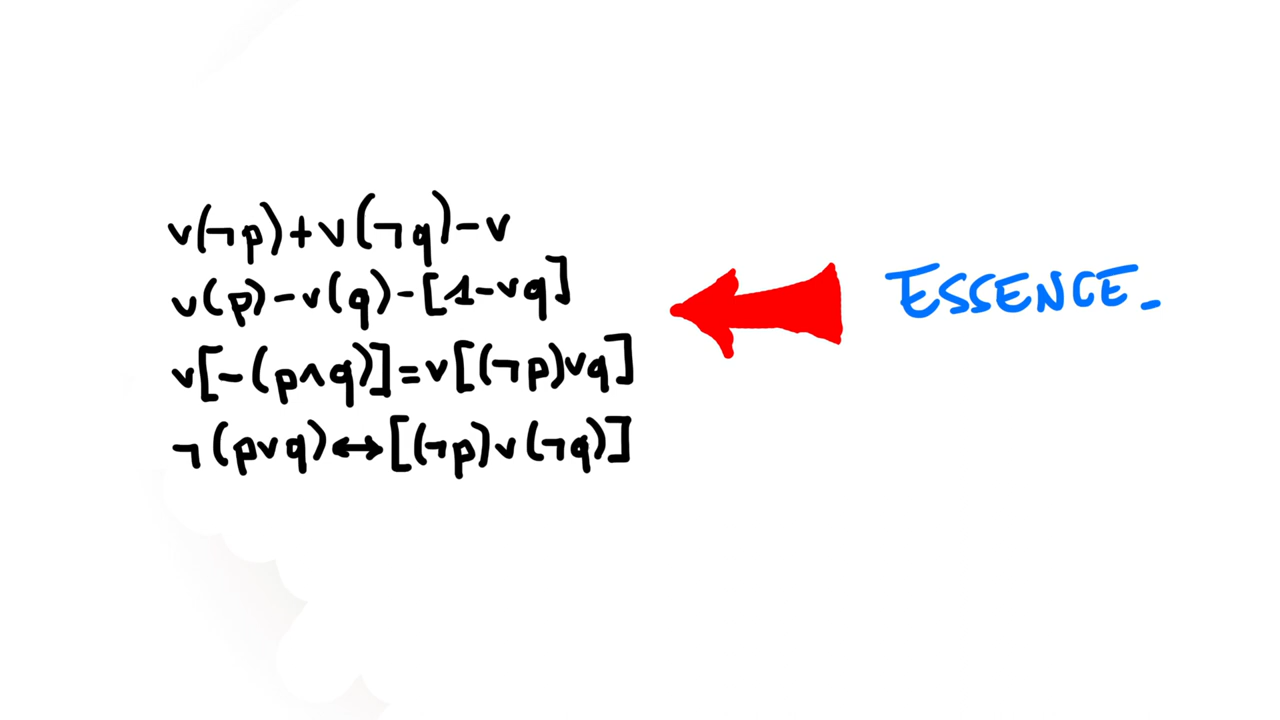 v(¬p)+v(¬q)-v
v(p)-v(q)-[1-vq]
v[-(p∧q)]=v[(¬p)vq]
¬(pvq)↔[(¬p)v(¬q)]
ESSENCE-